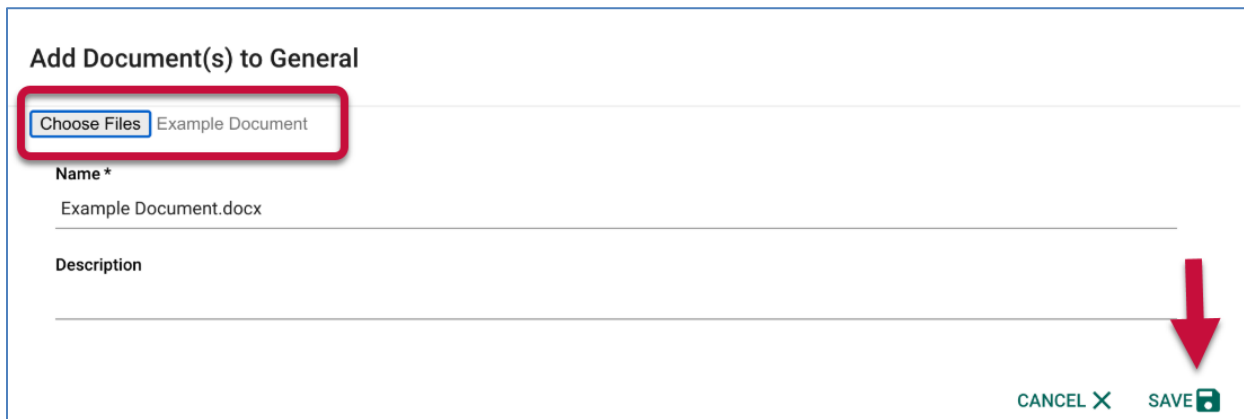 Add Document(s) to General
Choose Files Example Document
Name *
Example Document.docx
Description
CANCEL SAVE